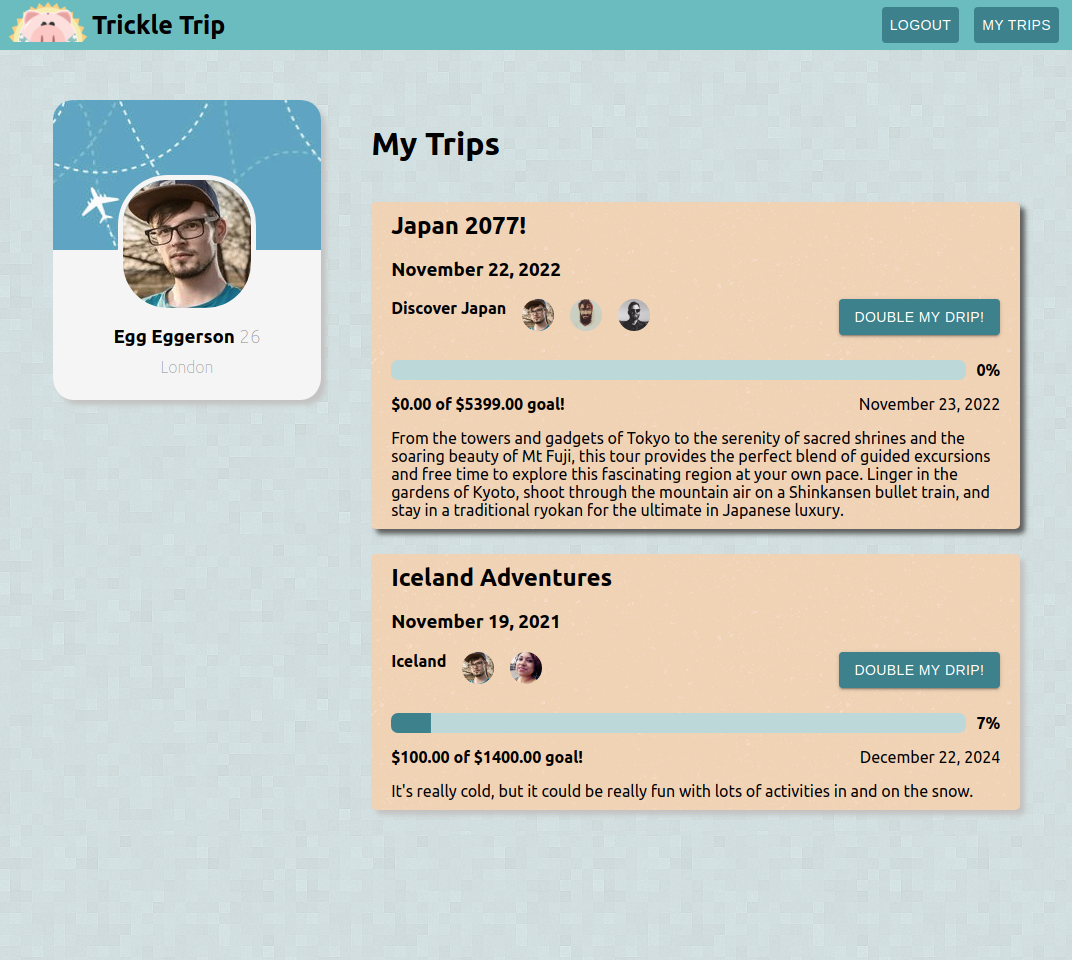 Trickle Trip
LOGOUT
MY TRIPS
Egg Eggerson 26
London
My Trips
Japan 2077!
November 22, 2022
Discover Japan
DOUBLE MY DRIP!
0%
$0.00 of $5399.00 goal!
November 23, 2022
From the towers and gadgets of Tokyo to the serenity of sacred shrines and the
soaring beauty of Mt Fuji, this tour provides the perfect blend of guided excursions
and free time to explore this fascinating region at your own pace. Linger in the
gardens of Kyoto, shoot through the mountain air on a Shinkansen bullet train, and
stay in a traditional ryokan for the ultimate in Japanese luxury.
Iceland Adventures
November 19, 2021
Iceland
DOUBLE MY DRIP!
7%
$100.00 of $1400.00 goal!
December 22, 2024
It's really cold, but it could be really fun with lots of activities in and on the snow.